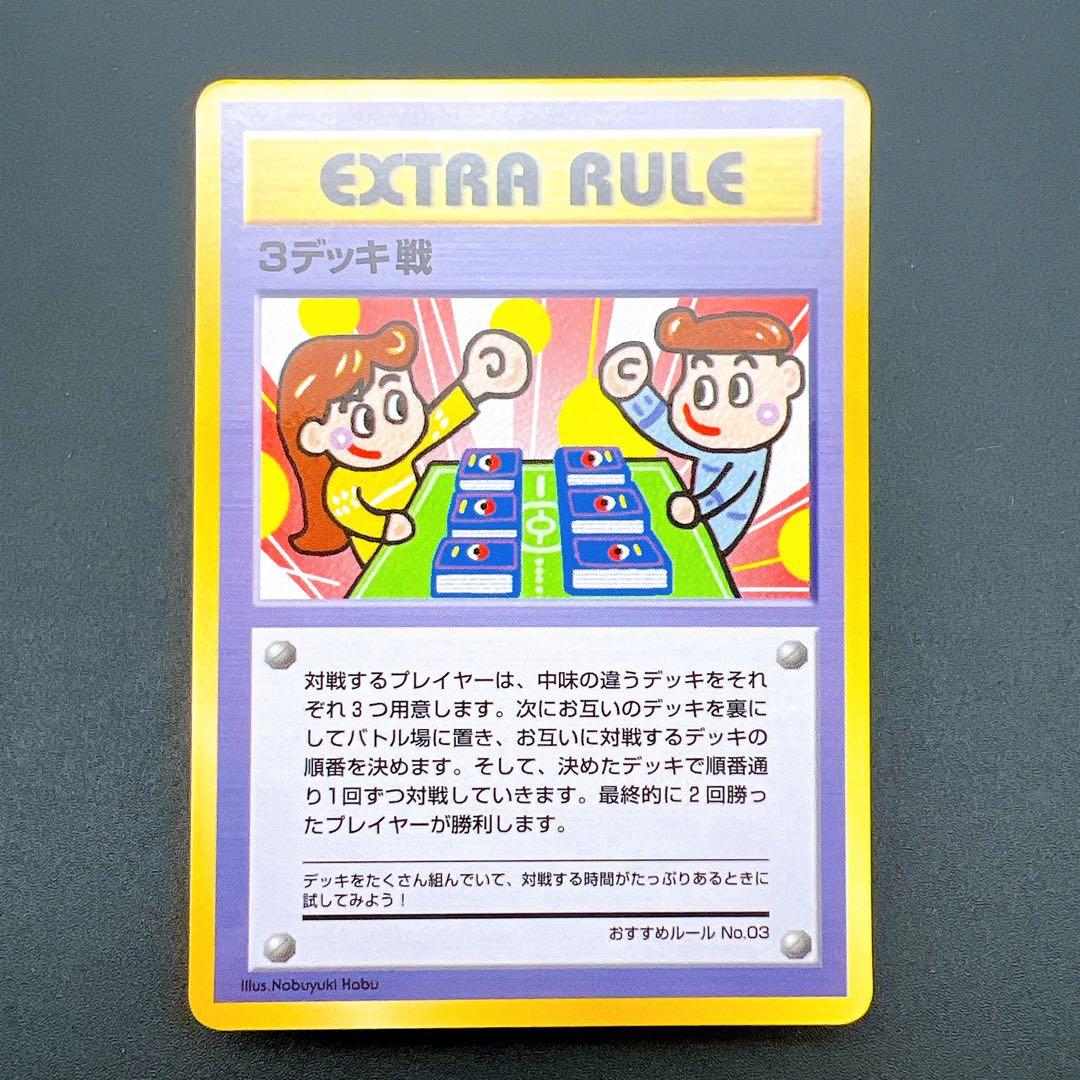 EXTRA RULE
3デッキ戦
対戦するプレイヤーは、中味の違うデッキをそれ
ぞれ3つ用意します。次にお互いのデッキを裏に
してバトル場に置き、お互いに対戦するデッキの
順番を決めます。そして、決めたデッキで順番通
り1回ずつ対戦していきます。最終的に2回勝っ
たプレイヤーが勝利します。
デッキをたくさん組んでいて、対戦する時間がたっぷりあるときに
試してみよう！
おすすめルール No.03
Illus.Nobuyuki Habu